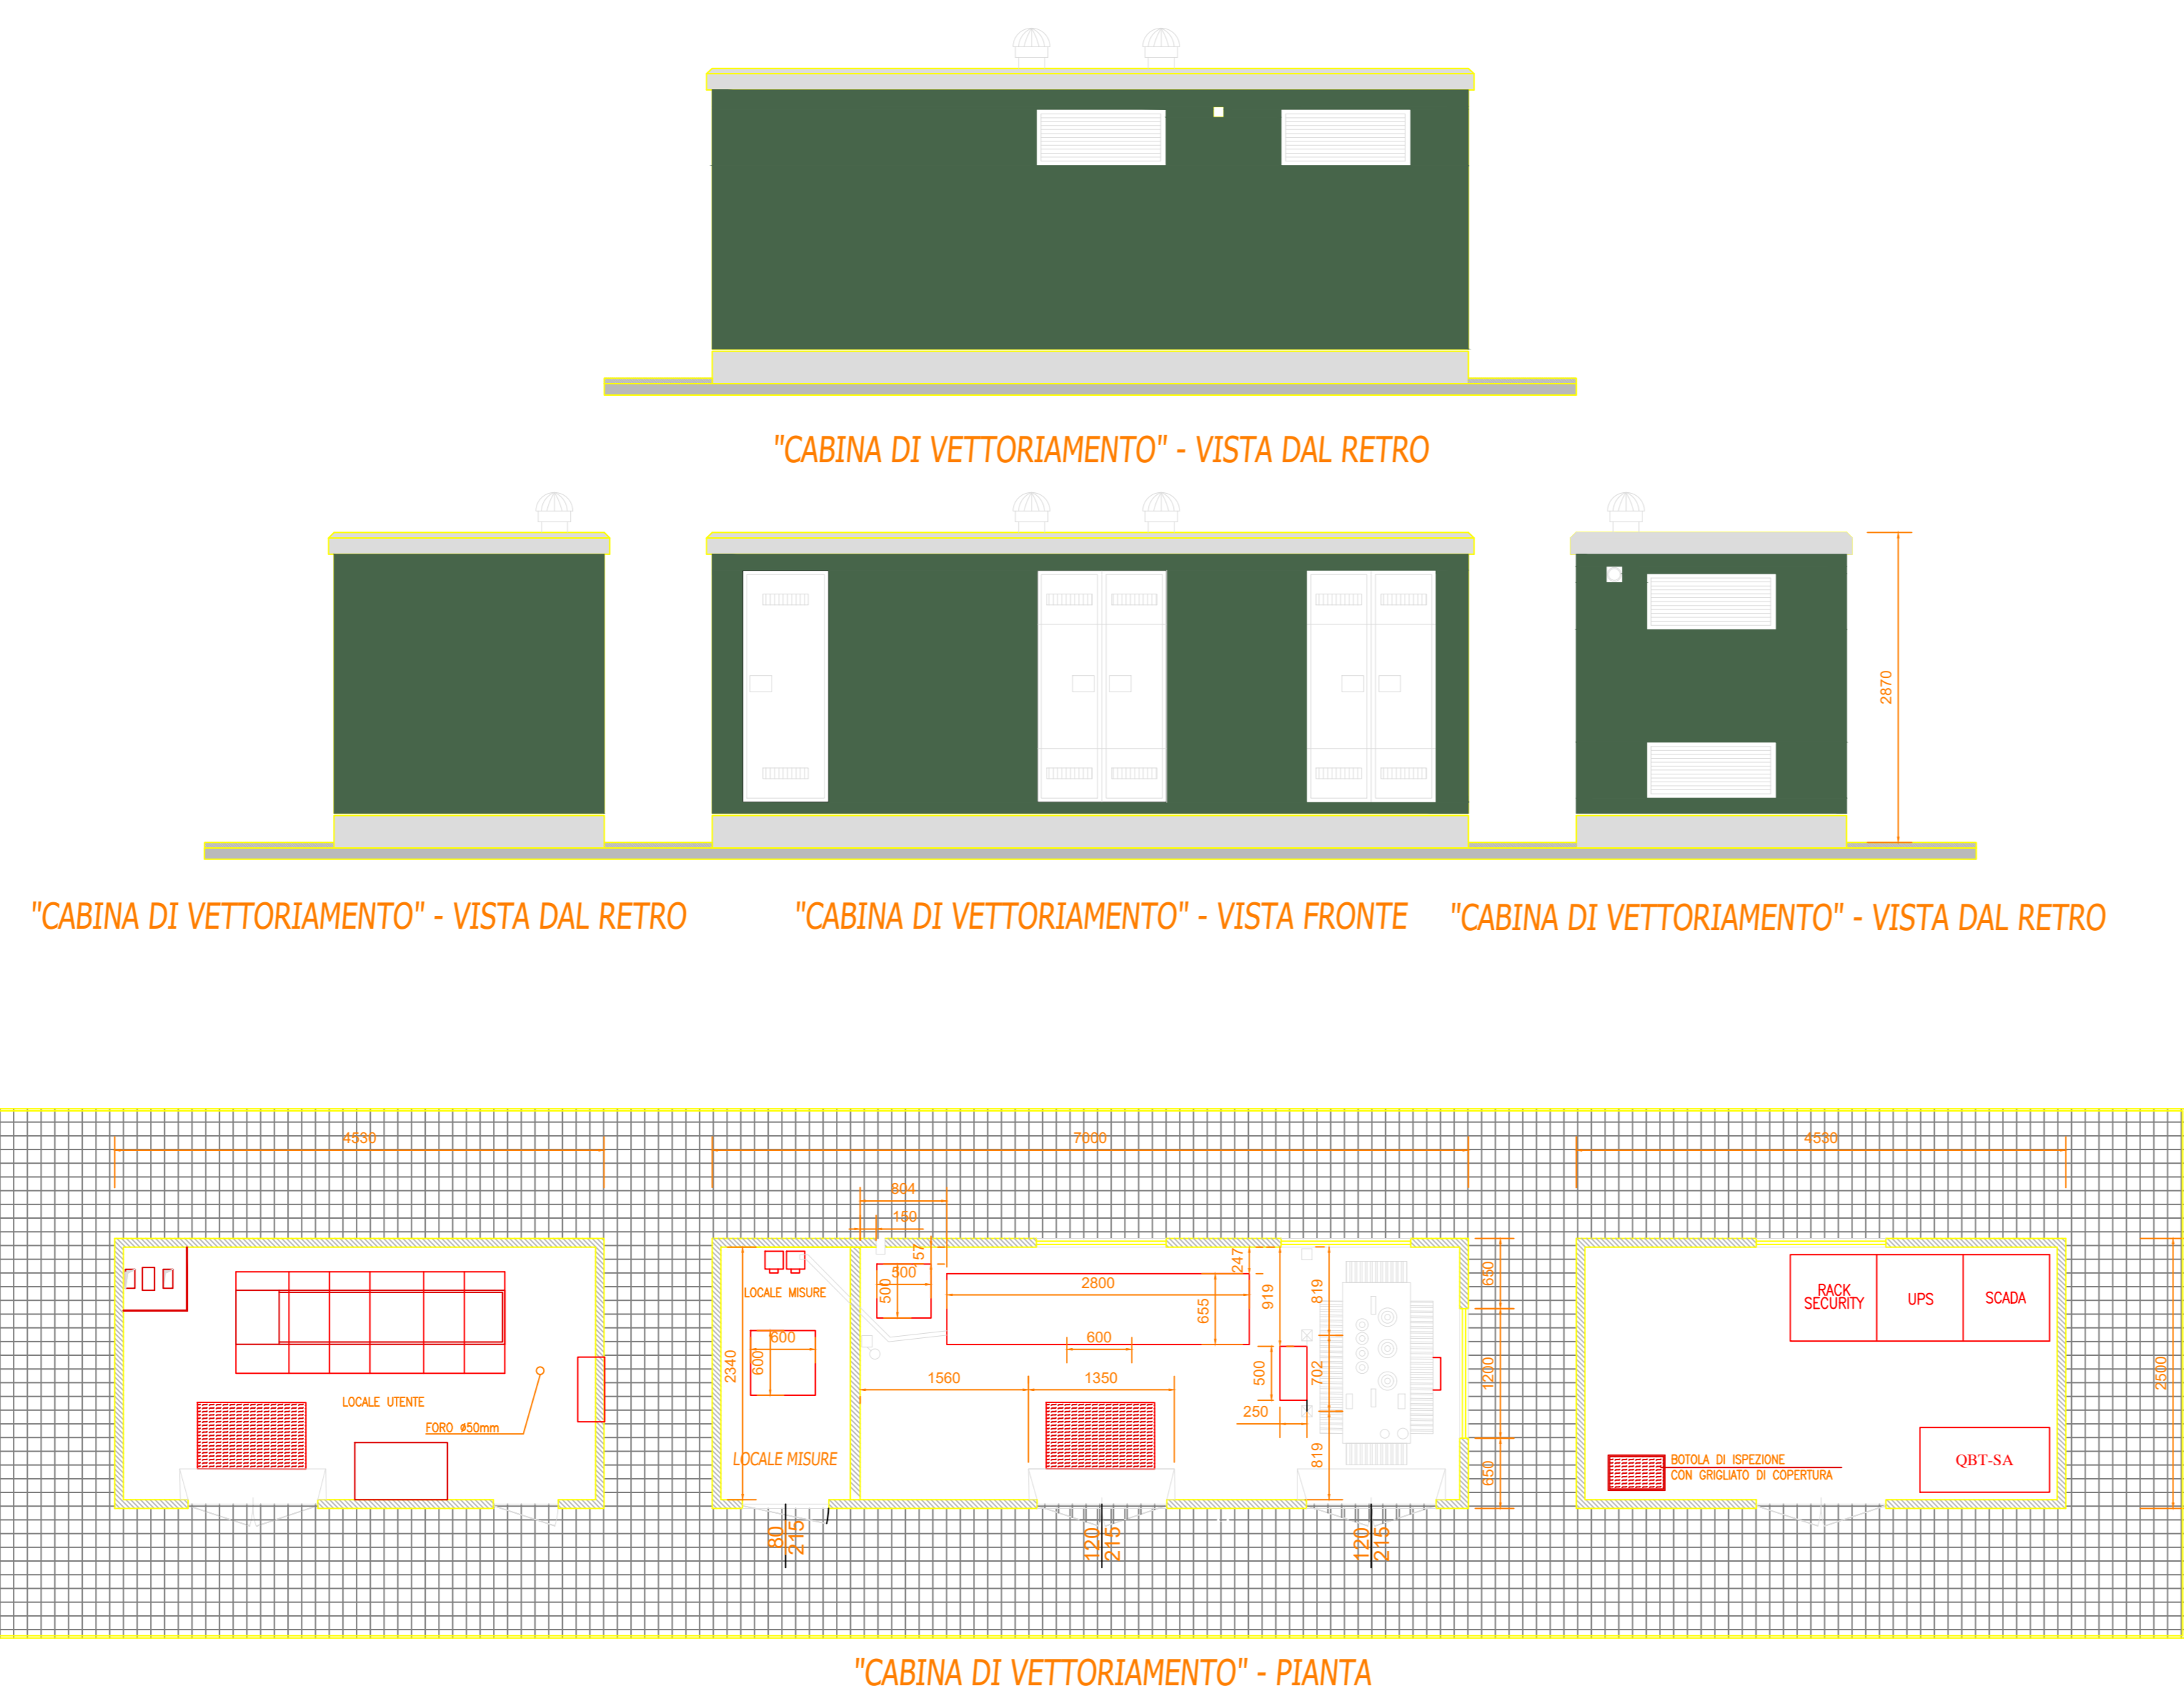 "CABINA DI VETTORIAMENTO" - VISTA DAL RETRO
2870
"CABINA DI VETTORIAMENTO" - VISTA DAL RETRO
"CABINA DI VETTORIAMENTO" - VISTA FRONTE
"CABINA DI VETTORIAMENTO" - VISTA DAL RETRO
4530
7000
4530
804
150
57
500
500
247
2800
655
919
819
650
LOCALE MISURE
600
600
2340
600
1560
1350
500
702
250
819
1200
650
LOCALE MISURE
LOCALE UTENTE
FORO ø50mm
80
215
120
215
120
215
RACK
SECURITY
UPS
SCADA
2500
BOTOLA DI ISPEZIONE
CON GRIGLIATO DI COPERTURA
QBT-SA
"CABINA DI VETTORIAMENTO" - PIANTA